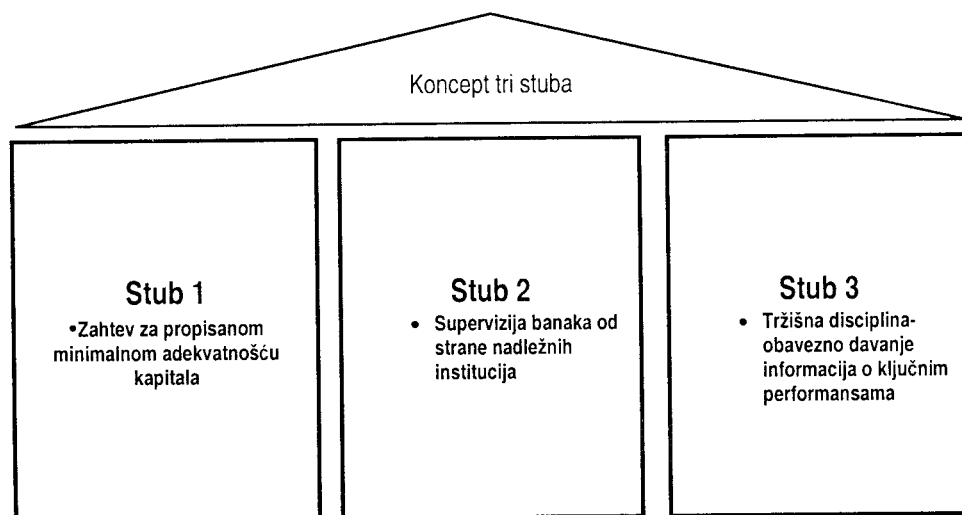 Koncept tri stuba
Stub 1
•Zahtev za propisanom
minimalnom adekvatnošću
kapitala
Stub 2
• Supervizija banaka od
strane nadležnih
institucija
Stub 3
• Tržišna disciplina-
obavezno davanje
informacija o ključnim
performansama